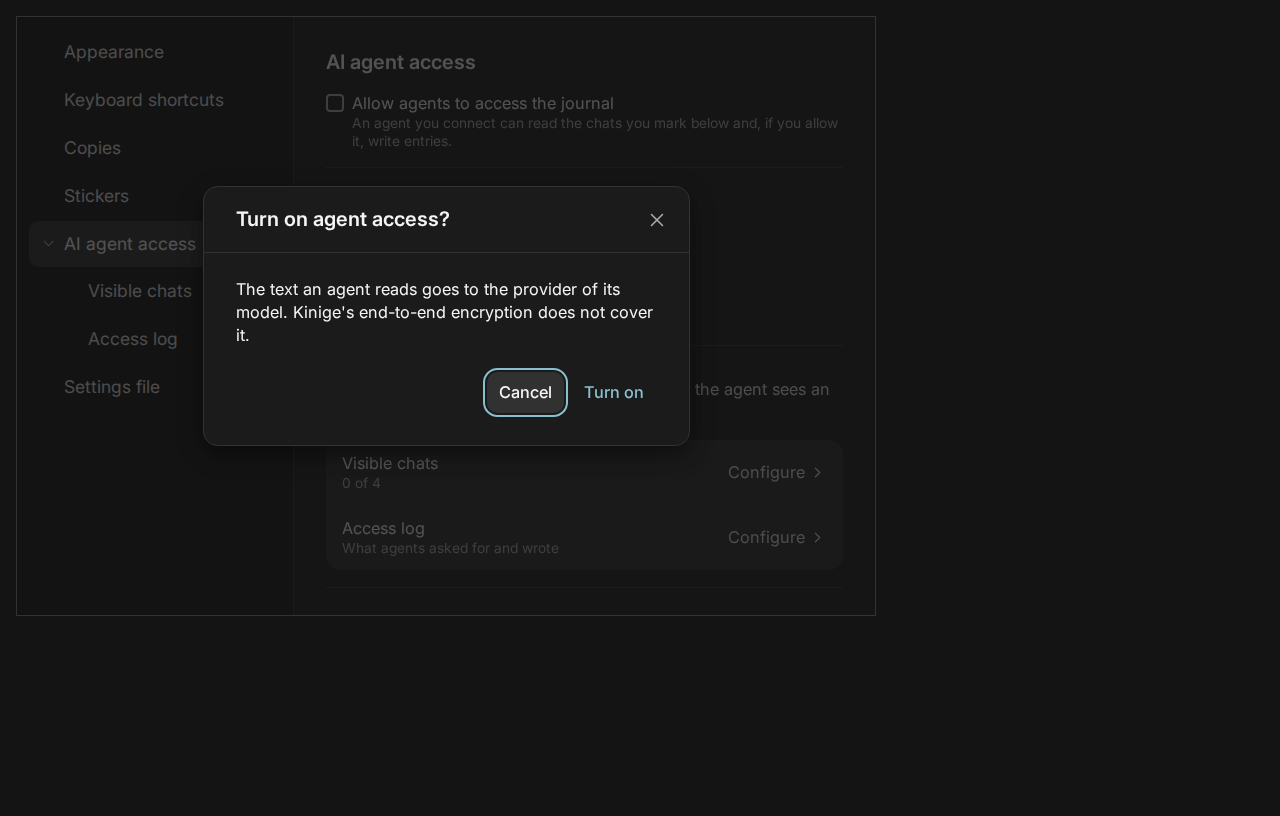 Appearance
Keyboard shortcuts
Copies
Stickers
AI agent access
Visible chats
Access log
Settings file
AI agent access
Allow agents to access the journal
An agent you connect can read the chats you mark below and, if you allow
it, write entries.
Turn on agent access?
The text an agent reads goes to the provider of its
model. Kinige's end-to-end encryption does not cover
it.
Cancel
Turn on
the agent sees an
Visible chats
0 of 4
Configure
Access log
What agents asked for and wrote
Configure